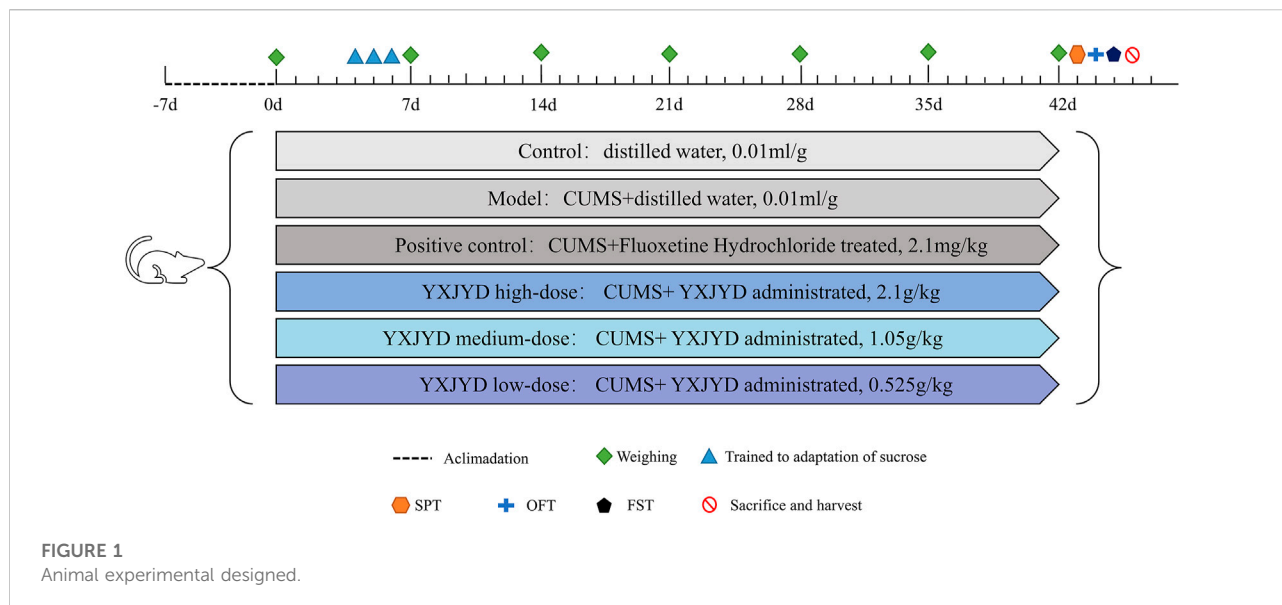 -7d 0d 7d 14d 21d 28d 35d 42d
Control： distilled water, 0.01ml/g
Model： CUMS+distilled water, 0.01ml/g
Positive control： CUMS+Fluoxetine Hydrochloride treated, 2.1mg/kg
YXJYD high-dose： CUMS+ YXJYD administrated, 2.1g/kg
YXJYD medium-dose： CUMS+ YXJYD administrated, 1.05g/kg
YXJYD low-dose： CUMS+ YXJYD administrated, 0.525g/kg
Aclimadation Weighing Trained to adaptation of sucrose
SPT OFT FST Sacrifice and harvest
FIGURE 1
Animal experimental designed.